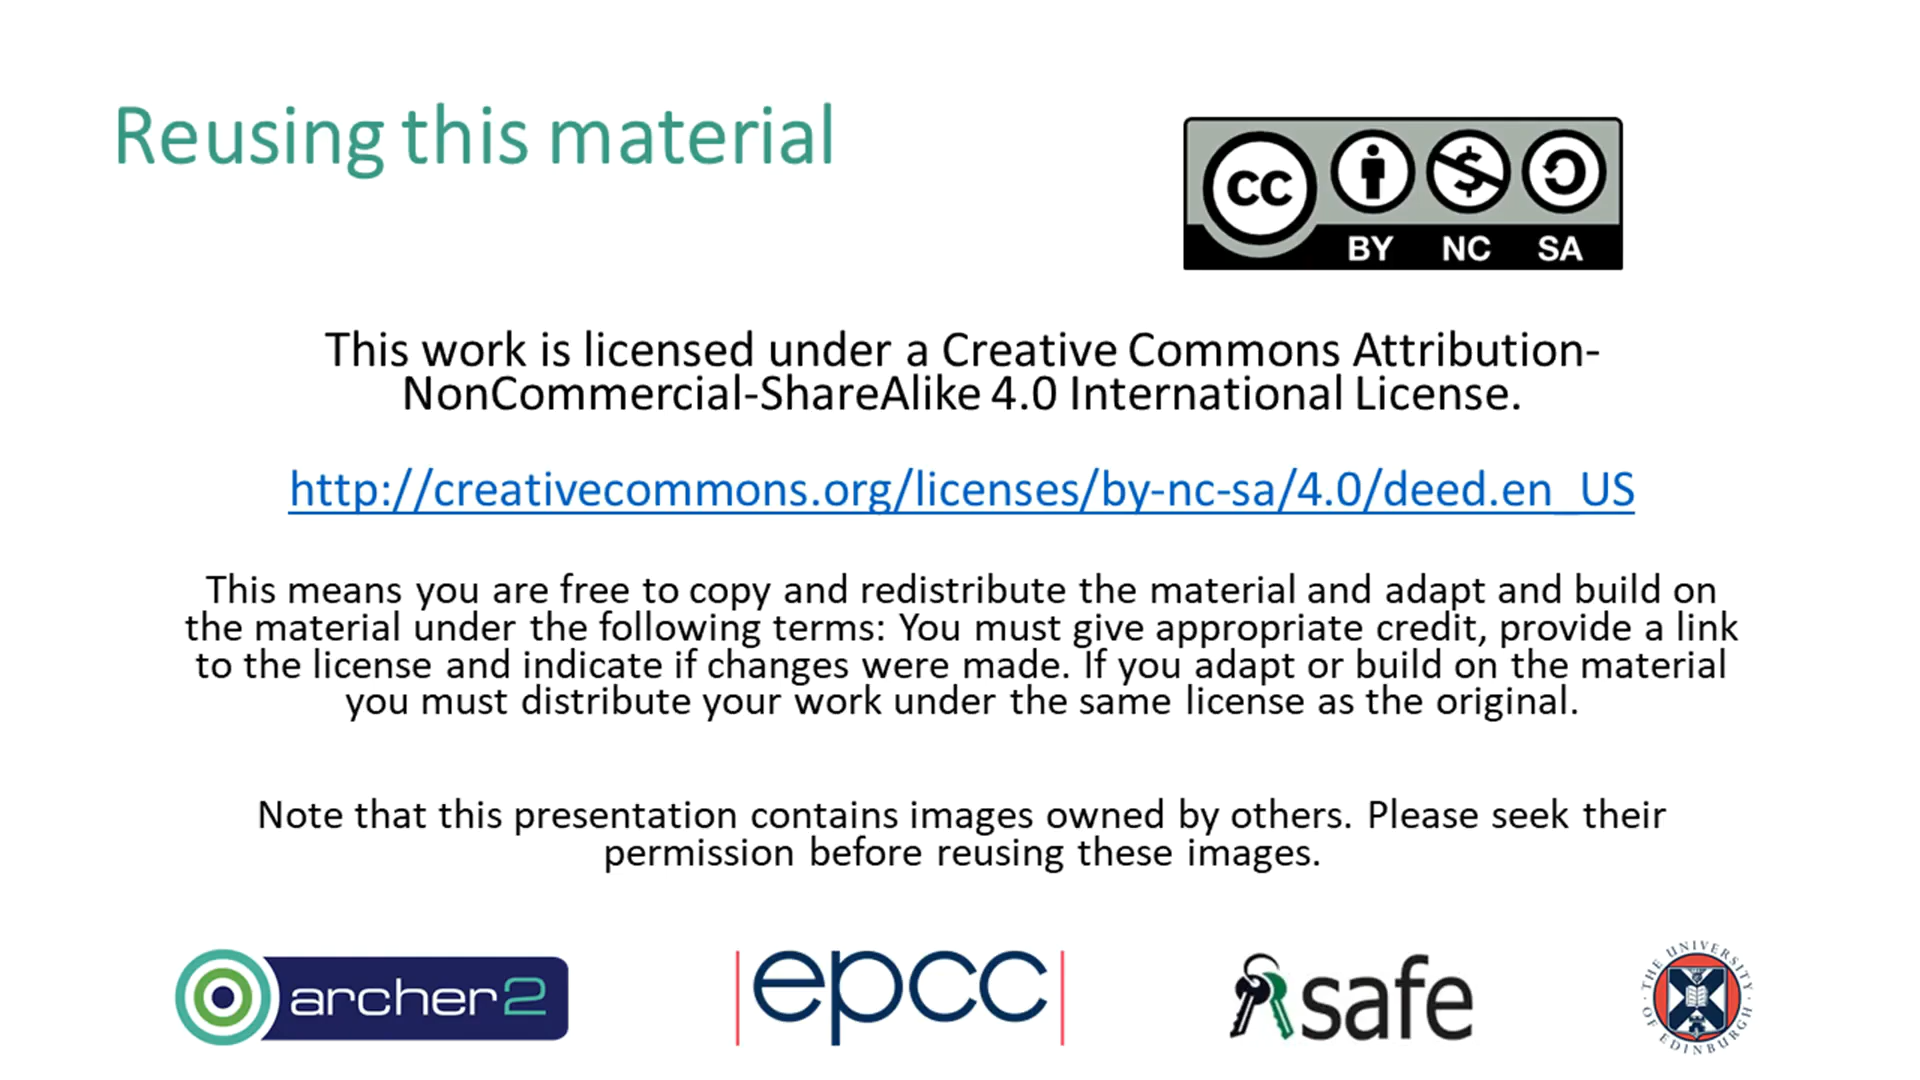 Reusing this material
CC
BY NC SA
This work is licensed under a Creative Commons Attribution-
NonCommercial-ShareAlike 4.0 International License.
http://creativecommons.org/licenses/by-nc-sa/4.0/deed.en_US
This means you are free to copy and redistribute the material and adapt and build on
the material under the following terms: You must give appropriate credit, provide a link
to the license and indicate if changes were made. If you adapt or build on the material
you must distribute your work under the same license as the original.
Note that this presentation contains images owned by others. Please seek their
permission before reusing these images.
archer2
epcc
safe
THE UNIVERSITY OF EDINBURGH